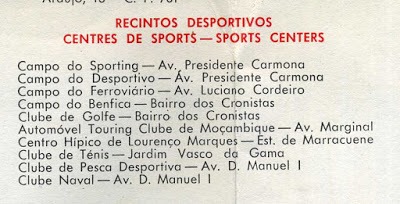 RECINTOS DESPORTIVOS
CENTRES DE SPORTS — SPORTS CENTERS
Campo do Sporting — Av. Presidente Carmona
Campo do Desportivo — Av. Presidente Carmona
Campo do Ferroviário — Av. Luciano Cordeiro
Campo do Benfica — Bairro dos Cronistas
Clube de Golfe — Bairro dos Cronistas
Automóvel Touring Clube de Moçambique — Av. Marginal
Centro Hípico de Lourenço Marques — Est. de Marracuene
Clube de Ténis — Jardim Vasco da Gama
Clube de Pesca Desportiva — Av. D. Manuel I
Clube Naval — Av. D. Manuel I